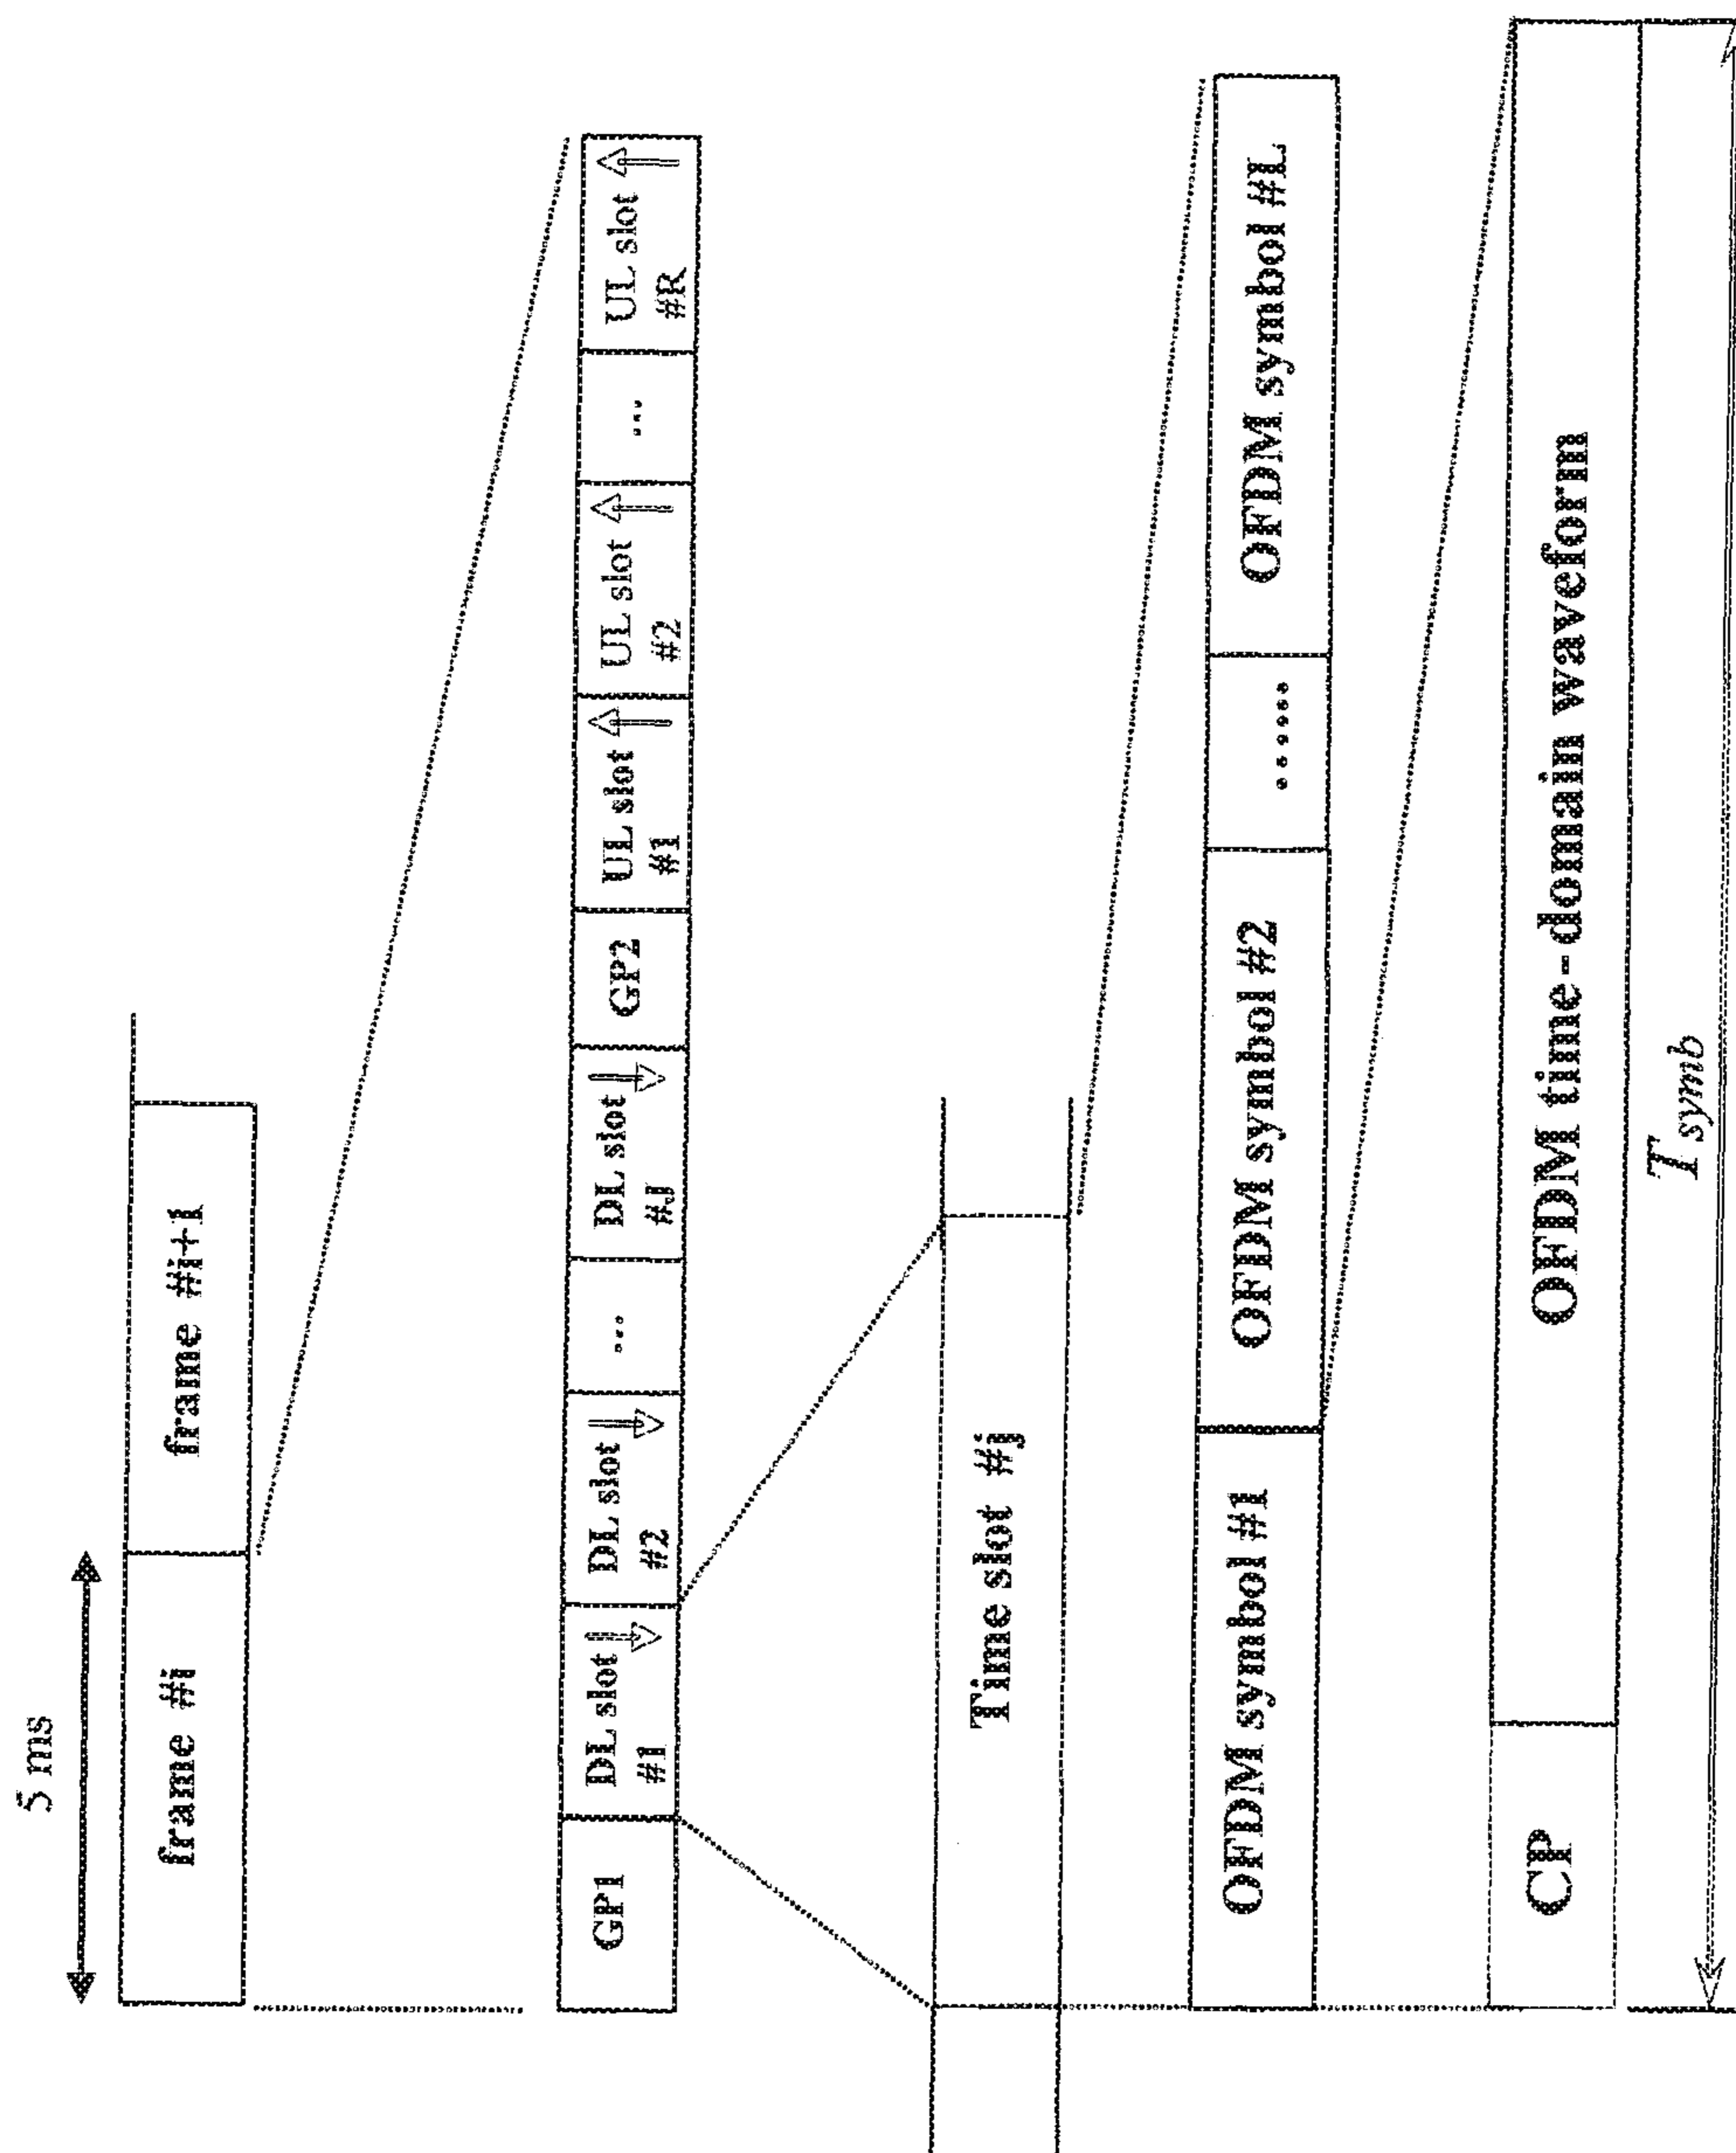 5 ms
frame #i
frame #i+1
GP1
DL slot
#1
DL slot
#2
...
DL slot
#J
GP2
UL slot
#1
UL slot
#2
...
UL slot
#R
Time slot #j
OFDM symbol #1
OFDM symbol #2
......
OFDM symbol #L
CP
OFDM time-domain waveform
T symb